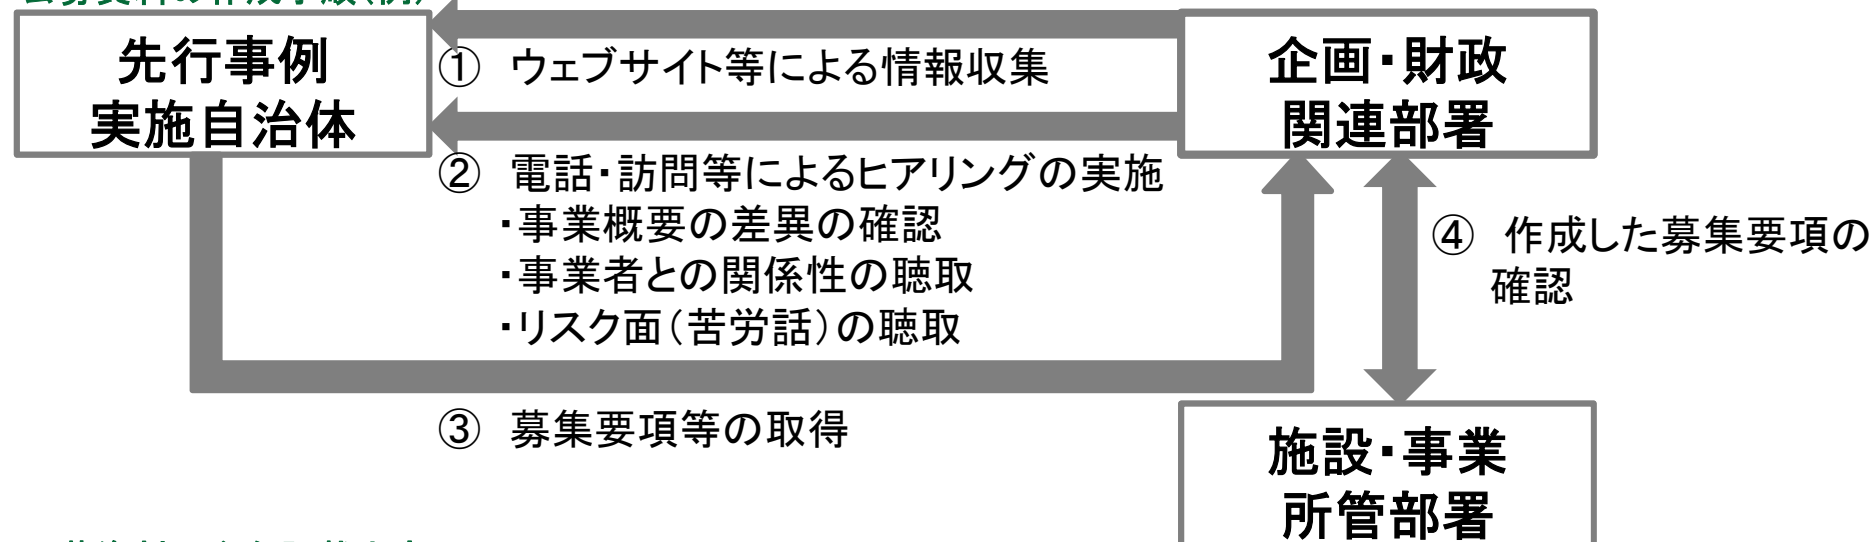 先行事例
実施自治体
① ウェブサイト等による情報収集
企画・財政
関連部署
② 電話・訪問等によるヒアリングの実施
・事業概要の差異の確認
・事業者との関係性の聴取
・リスク面(苦労話)の聴取
④ 作成した募集要項の
確認
③ 募集要項等の取得
施設・事業
所管部署